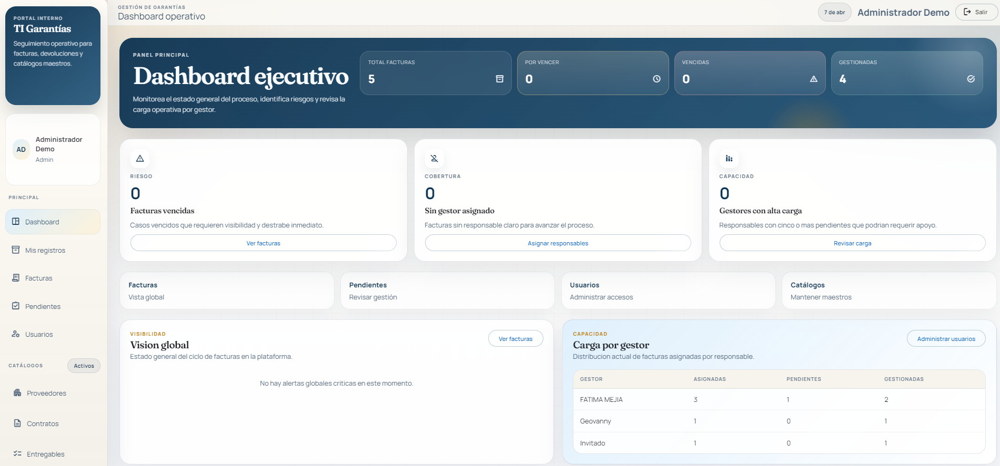 PORTAL INTERNO
TI Garantías
Seguimiento operativo para
facturas, devoluciones y
catálogos maestros.
AD
Administrador
Demo
Admin
PRINCIPAL
Dashboard
Mis registros
Facturas
Pendientes
Usuarios
CATÁLOGOS
Activos
Proveedores
Contratos
Entregables
GESTIÓN DE GARANTÍAS
Dashboard operativo
7 de abr
Administrador Demo
Salir
PANEL PRINCIPAL
Dashboard ejecutivo
Monitorea el estado general del proceso, identifica riesgos y revisa la
carga operativa por gestor.
TOTAL FACTURAS
5
POR VENCER
0
VENCIDAS
0
GESTIONADAS
4
RIESGO
0
Facturas vencidas
Casos vencidos que requieren visibilidad y destrabe inmediato.
Ver facturas
COBERTURA
0
Sin gestor asignado
Facturas sin responsable claro para avanzar el proceso.
Asignar responsables
CAPACIDAD
0
Gestores con alta carga
Responsables con cinco o mas pendientes que podrian requerir apoyo.
Revisar carga
Facturas
Vista global
Pendientes
Revisar gestión
Usuarios
Administrar accesos
Catálogos
Mantener maestros
VISIBILIDAD
Vision global
Estado general del ciclo de facturas en la plataforma.
Ver facturas
No hay alertas globales criticas en este momento.
CAPACIDAD
Carga por gestor
Distribucion actual de facturas asignadas por responsable.
Administrar usuarios
GESTOR ASIGNADAS PENDIENTES GESTIONADAS
FATIMA MEJIA 3 1 2
Geovanny 1 0 1
Invitado 1 0 1